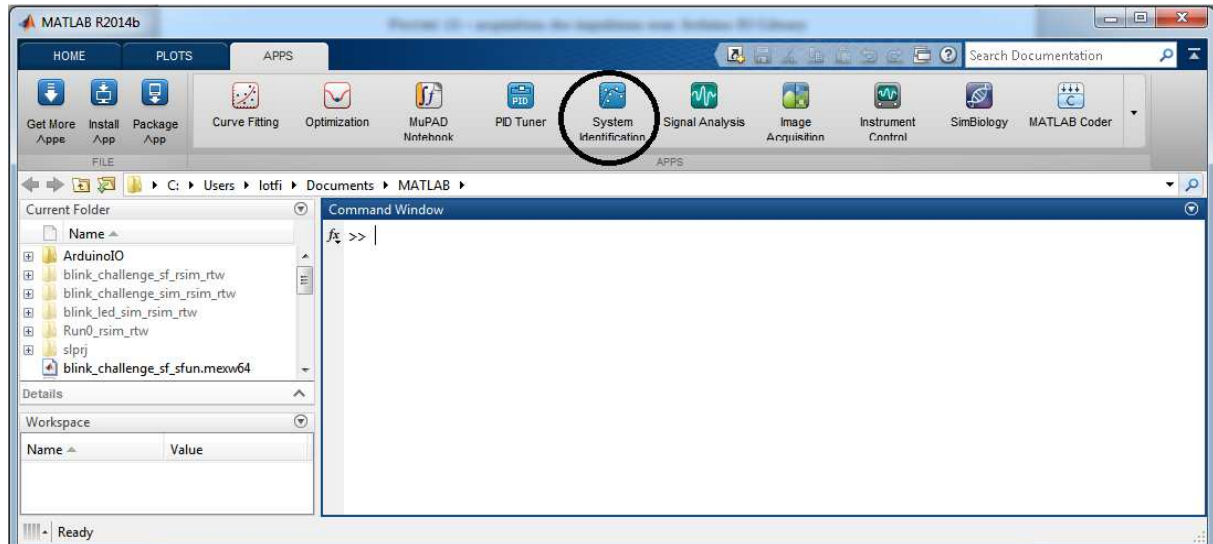 MATLAB R2014b
HOME PLOTS APPS
Search Documentation
Get More Apps
Install App
Package App
Curve Fitting
Optimization
MuPAD Notebook
PID Tuner
System Identification
Signal Analysis
Image Acquisition
Instrument Control
SimBiology
MATLAB Coder
FILE
APPS
C: Users lotfi Documents MATLAB
Current Folder
Name
ArduinoIO
blink_challenge_sf_rsim_rtw
blink_challenge_sim_rsim_rtw
blink_led_sim_rsim_rtw
Run0_rsim_rtw
slprj
blink_challenge_sf_sfun.mexw64
Details
Workspace
Name Value
Command Window
fx >>
Ready